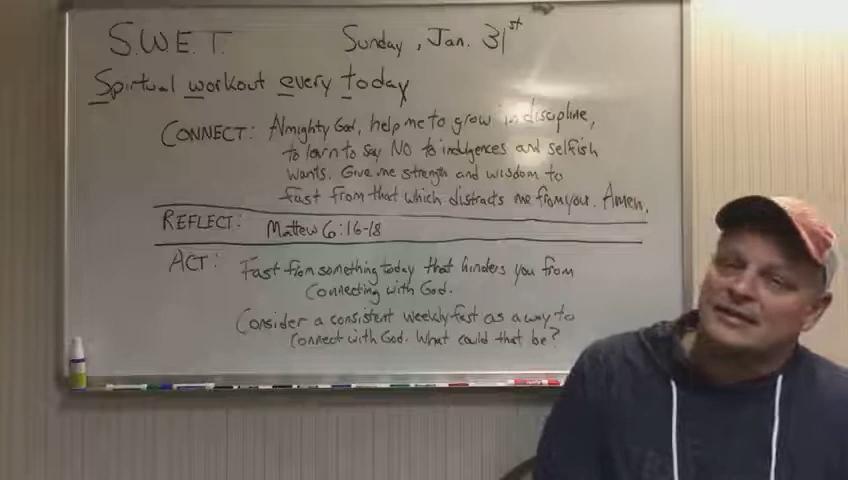 S.W.E.T. Sunday, Jan. 31st
Spirtual workout every today
CONNECT: Almighty God, help me to grow in discipline,
to learn to say NO to indulgences and selfish
wants. Give me strength and wisdom to
fast from that which distracts me from you. Amen.
REFLECT: Mattew 6:16-18
ACT: Fast from something today that hinders you from
connecting with God.
Consider a consistent weekly fast as a way to
connect with God. What could that be?